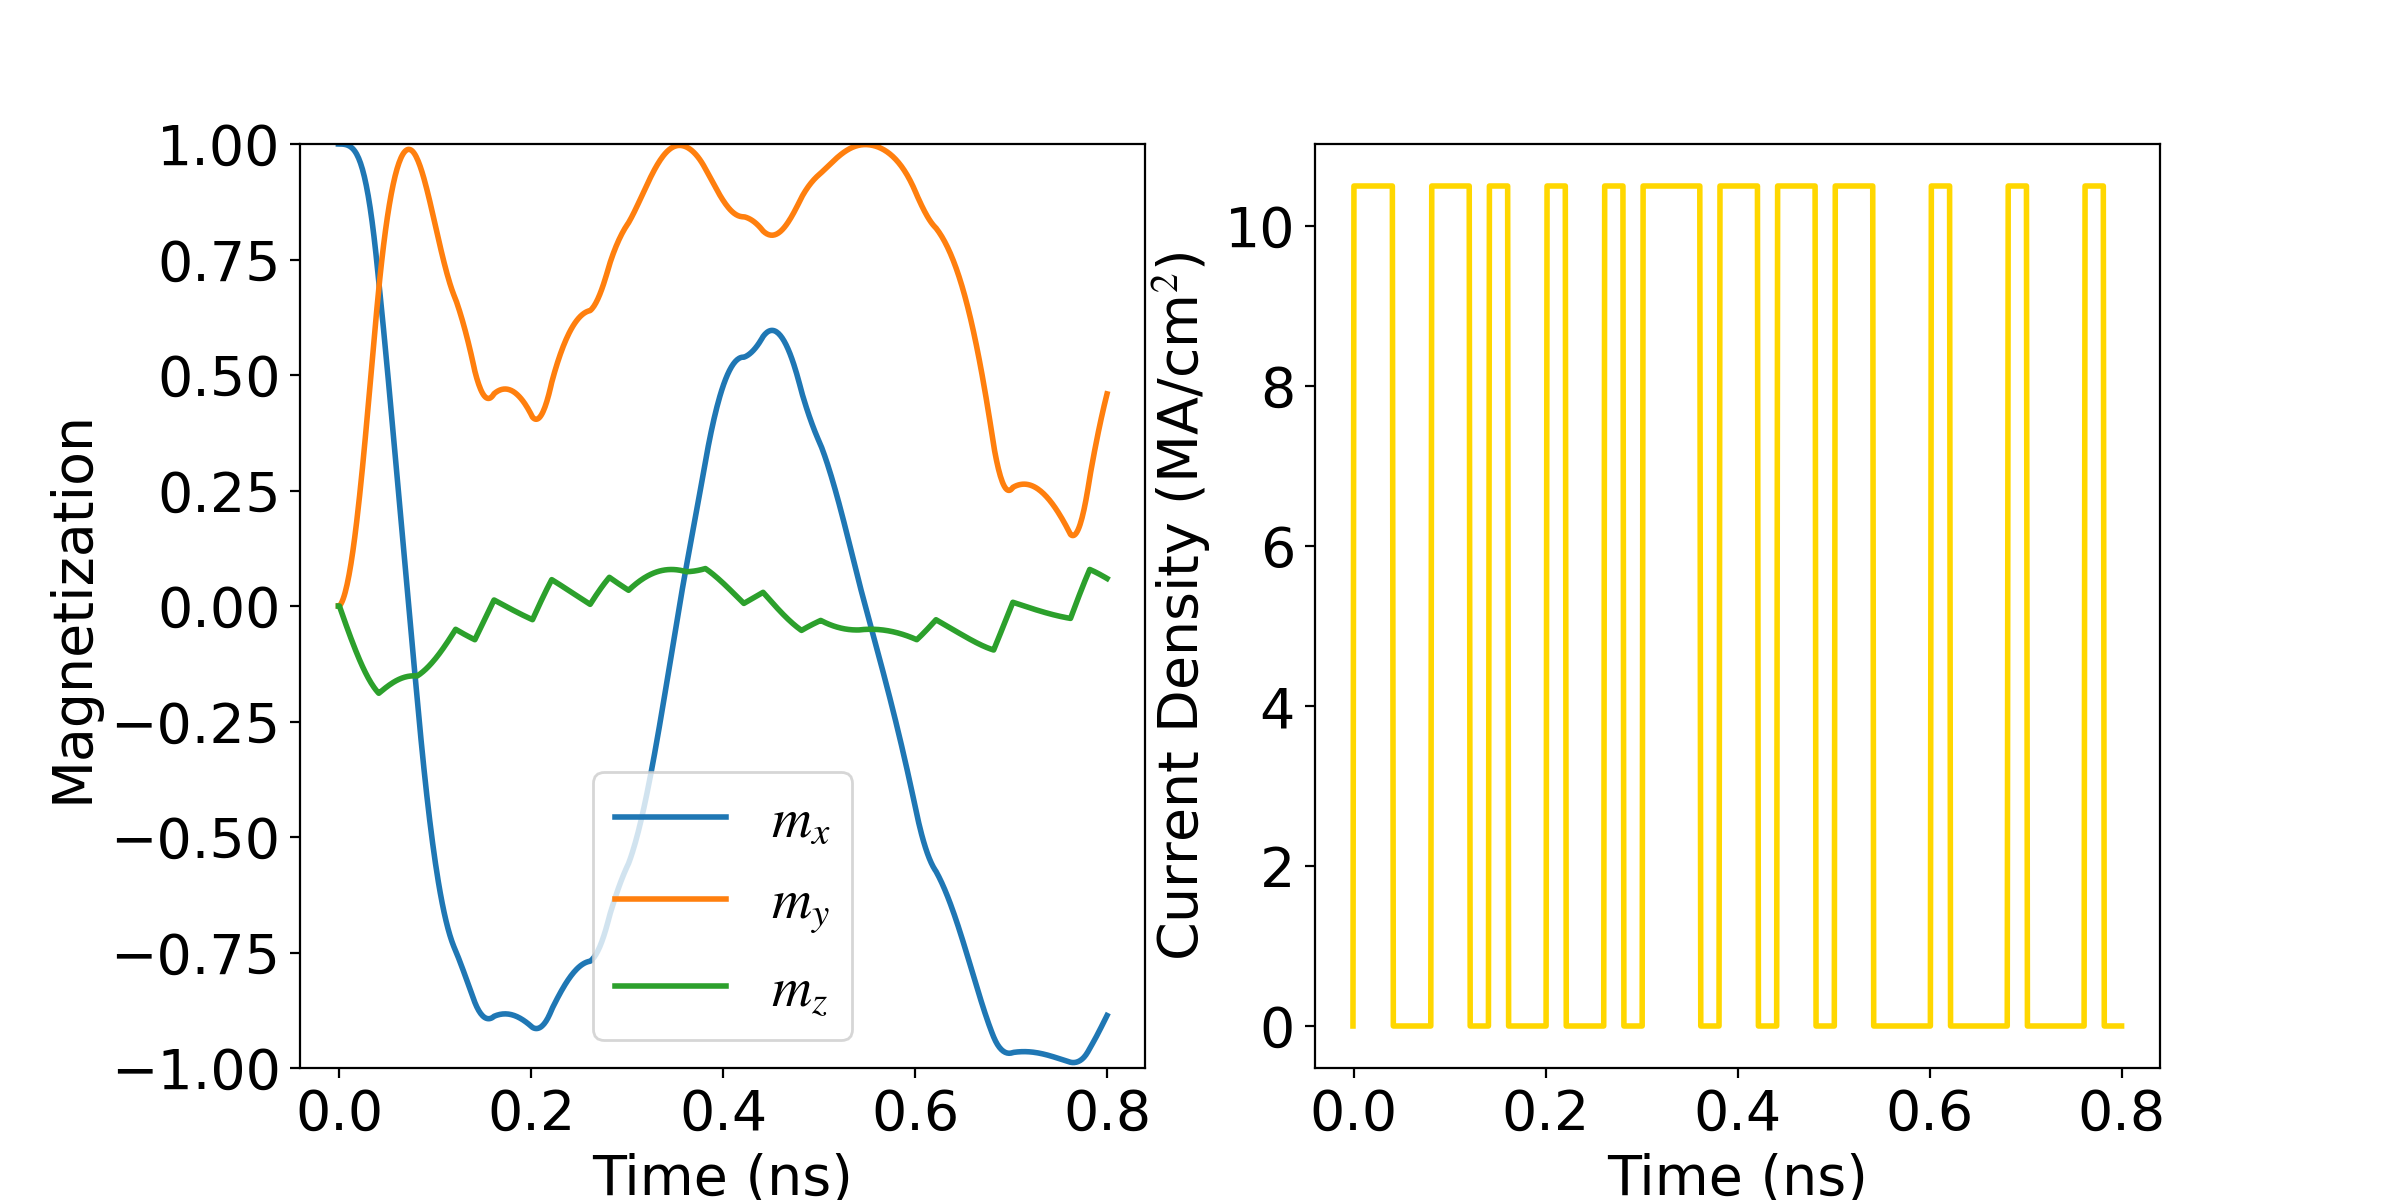 Magnetization
1.00
0.75
0.50
0.25
0.00
−0.25
−0.50
−0.75
−1.00
0.0 0.2 0.4 0.6 0.8
Time (ns)
m_x
m_y
m_z
Current Density (MA/cm²)
10
8
6
4
2
0
0.0 0.2 0.4 0.6 0.8
Time (ns)